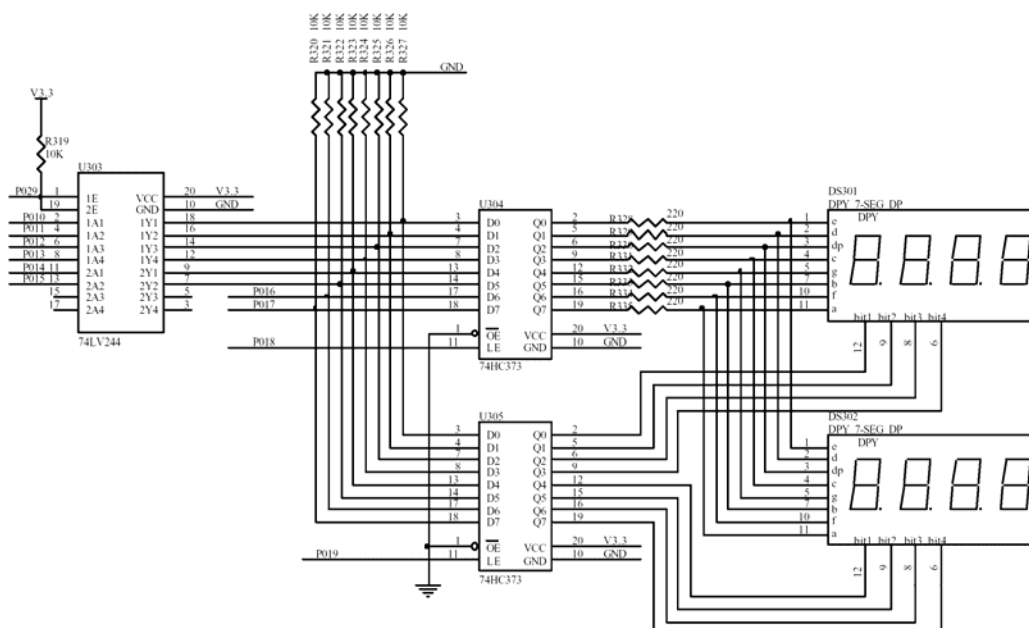 R320 10K
R321 10K
R322 10K
R323 10K
R324 10K
R325 10K
R326 10K
R327 10K
GND
V3.3
R319
10K
U303
P029 1 1E VCC 20 V3.3
19 2E GND 10 GND
P010 2 1A1 1Y1 18
P011 4 1A2 1Y2 16
P012 6 1A3 1Y3 14
P013 8 1A4 1Y4 12
P014 11 2A1 2Y1 9
P015 13 2A2 2Y2 7
15 2A3 2Y3 5
17 2A4 2Y4 3
74LV244
U304
3 D0 Q0 2 R328 220
4 D1 Q1 5 R329 220
7 D2 Q2 6 220
8 D3 Q3 9 R331 220
13 D4 Q4 12 220
14 D5 Q5 15 220
P016 17 D6 Q6 16 R334 220
P017 18 D7 Q7 19 R335 220
1 OE VCC 20 V3.3
P018 11 LE GND 10 GND
74HC373
DS301
DPY_7-SEG_DP
DPY
1 e
2 d
3 dp
4 c
5 g
7 b
10 f
11 a
bit1 bit2 bit3 bit4
12 9 8 6
U305
3 D0 Q0 2
4 D1 Q1 5
7 D2 Q2 6
8 D3 Q3 9
13 D4 Q4 12
14 D5 Q5 15
17 D6 Q6 16
18 D7 Q7 19
1 OE VCC 20 V3.3
P019 11 LE GND 10 GND
74HC373
DS302
DPY_7-SEG_DP
DPY
1 e
2 d
3 dp
4 c
5 g
7 b
10 f
11 a
bit1 bit2 bit3 bit4
12 9 8 6